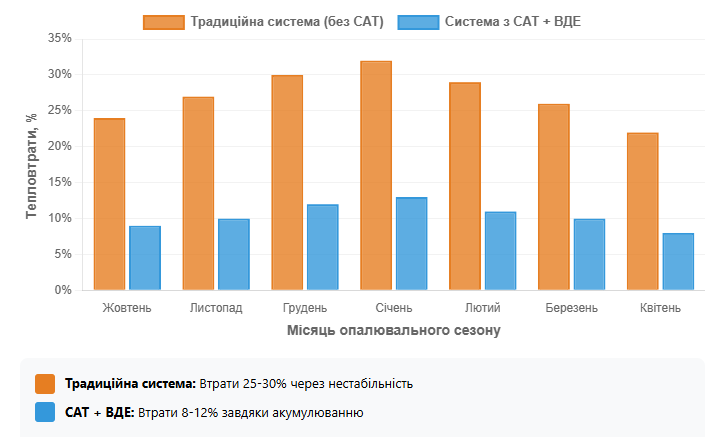 Традиційна система (без САТ) Система з САТ + ВДЕ
35%
30%
25%
20%
15%
10%
5%
0%
Тепловтрати, %
Жовтень Листопад Грудень Січень Лютий Березень Квітень
Місяць опалювального сезону
Традиційна система: Втрати 25-30% через нестабільність
САТ + ВДЕ: Втрати 8-12% завдяки акумулюванню